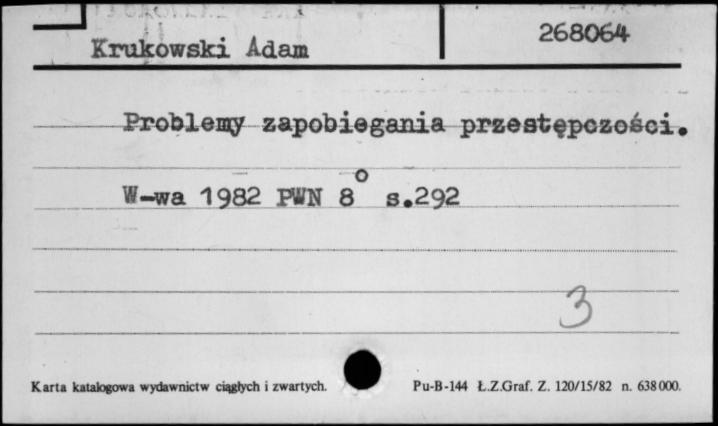 Krukowski Adam 268064
Problemy zapobiegania przestępczości.
W-wa 1982 PWN 8° s.292
3
Karta katalogowa wydawnictw ciągłych i zwartych. Pu-B-144 Ł.Z.Graf. Z. 120/15/82 n. 638000.